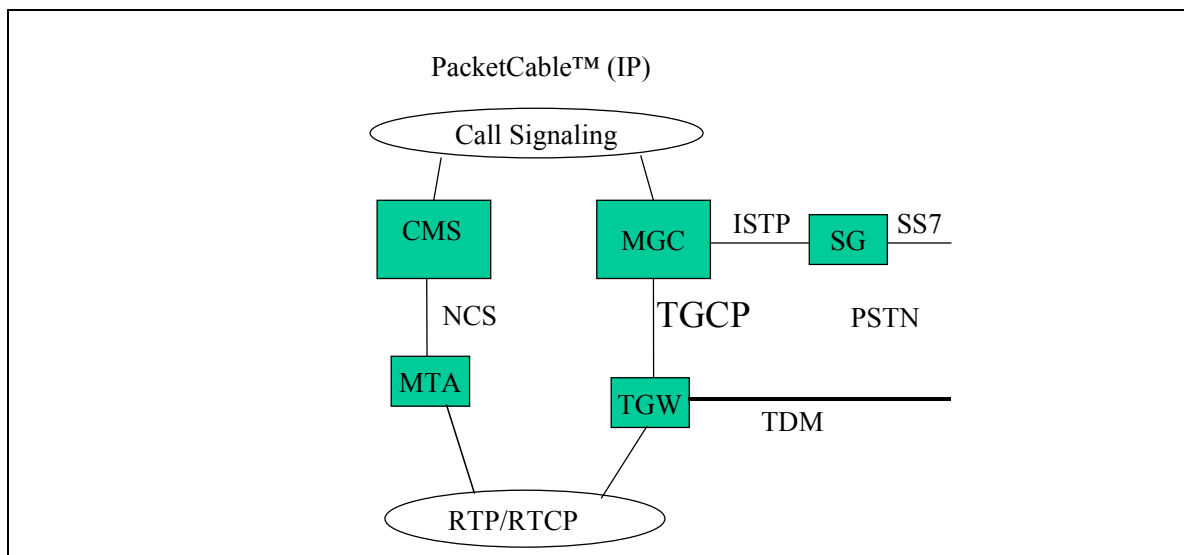 PacketCable™ (IP)
Call Signaling
CMS
MGC
ISTP
SG
SS7
NCS
TGCP
PSTN
MTA
TGW
TDM
RTP/RTCP